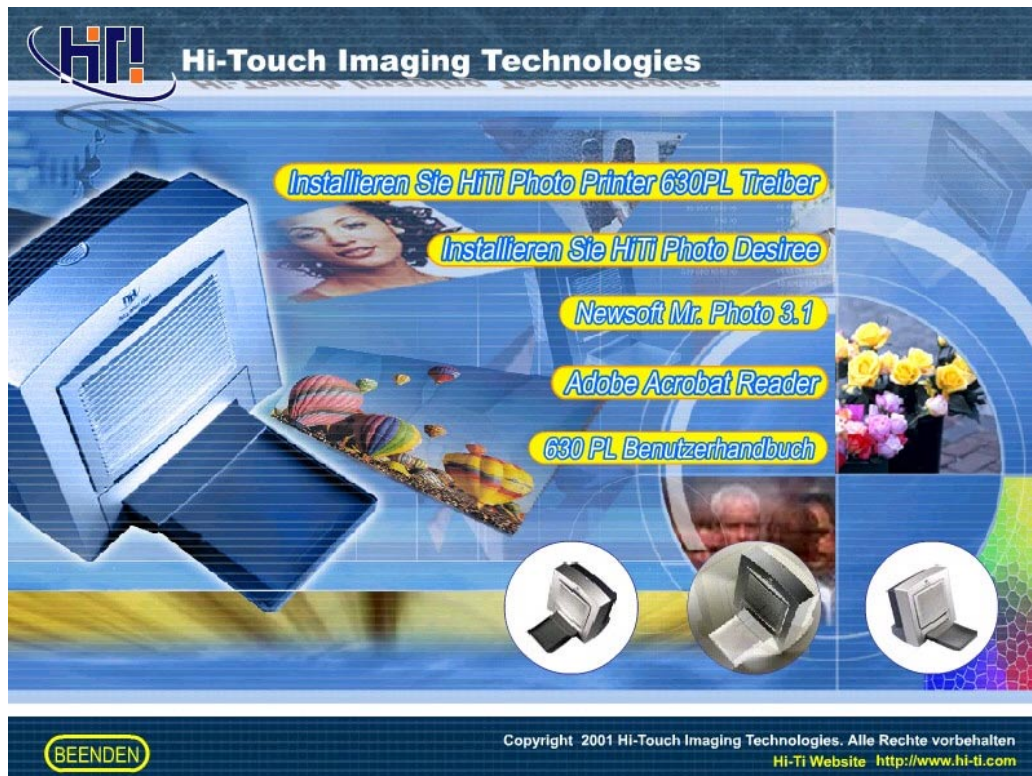 HiTi
Hi-Touch Imaging Technologies
Installieren Sie HiTi Photo Printer 630PL Treiber
Installieren Sie HiTi Photo Desiree
Newsoft Mr. Photo 3.1
Adobe Acrobat Reader
630 PL Benutzerhandbuch
BEENDEN
Copyright 2001 Hi-Touch Imaging Technologies. Alle Rechte vorbehalten
Hi-Ti Website http://www.hi-ti.com